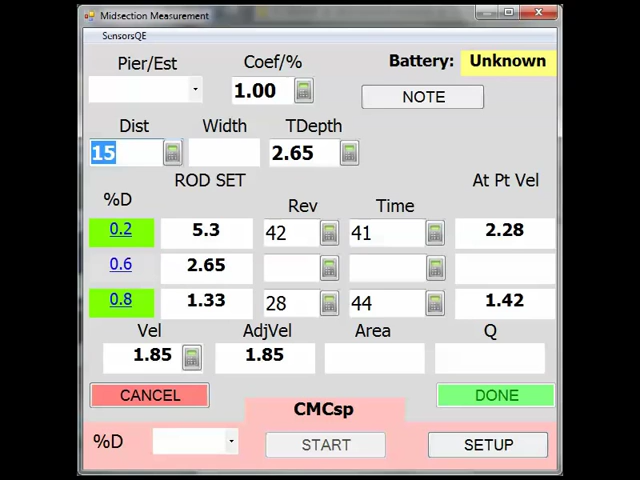 Midsection Measurement
SensorsQE
Pier/Est
Coef/%
Battery: Unknown
1.00
NOTE
Dist
Width
TDepth
15
2.65
ROD SET
At Pt Vel
%D
Rev
Time
0.2
5.3
42
41
2.28
0.6
2.65
0.8
1.33
28
44
1.42
Vel
AdjVel
Area
Q
1.85
1.85
CANCEL
DONE
CMCsp
%D
START
SETUP